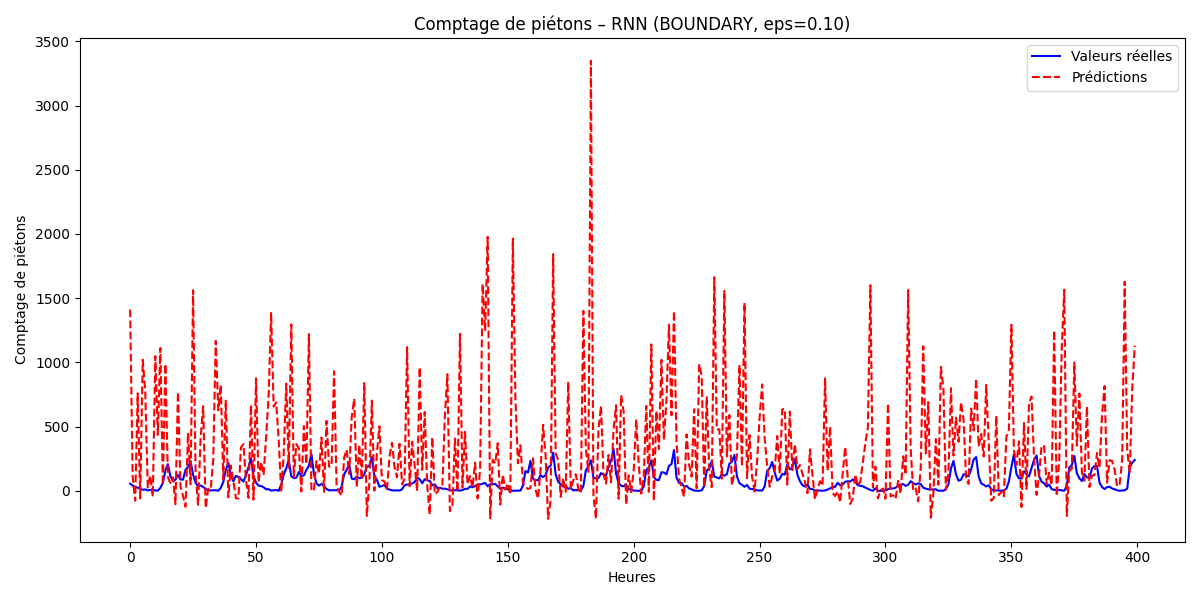 Comptage de piétons – RNN (BOUNDARY, eps=0.10)
Valeurs réelles
Prédictions
Comptage de piétons
3500
3000
2500
2000
1500
1000
500
0
0 50 100 150 200 250 300 350 400
Heures